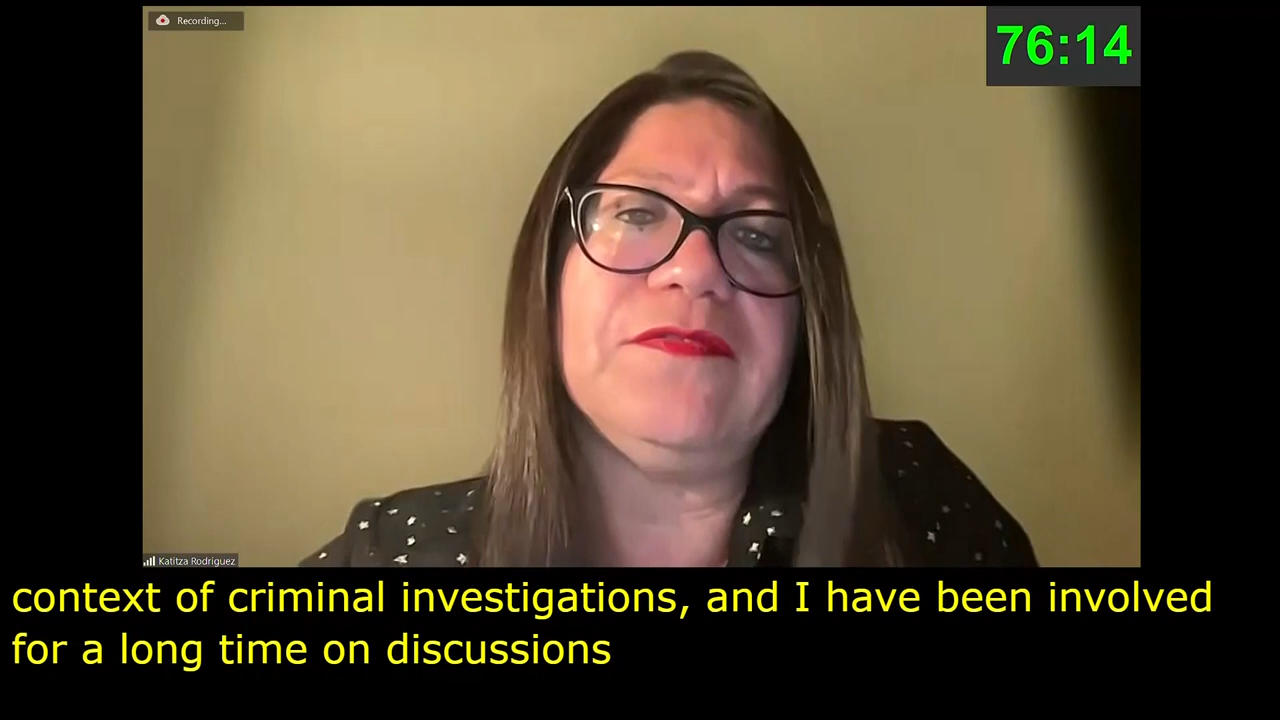 Recording...
76:14
Katitza Rodriguez
context of criminal investigations, and I have been involved
for a long time on discussions